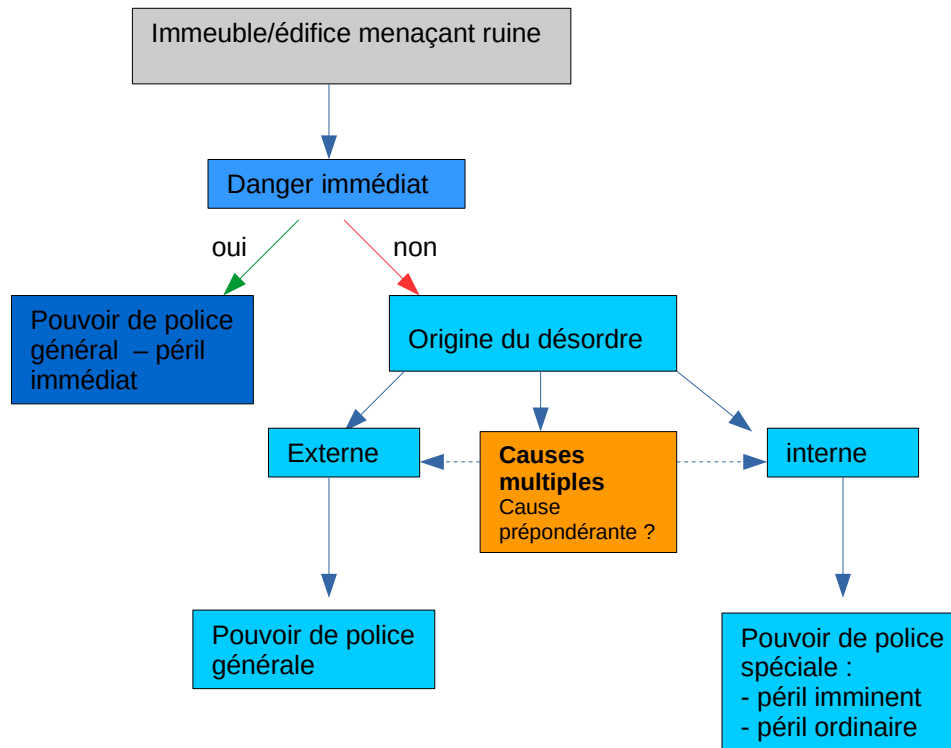 Immeuble/édifice menaçant ruine
Danger immédiat
oui
non
Pouvoir de police
général – péril
immédiat
Origine du désordre
Externe
Causes
multiples
Cause
prépondérante ?
interne
Pouvoir de police
générale
Pouvoir de police
spéciale :
- péril imminent
- péril ordinaire